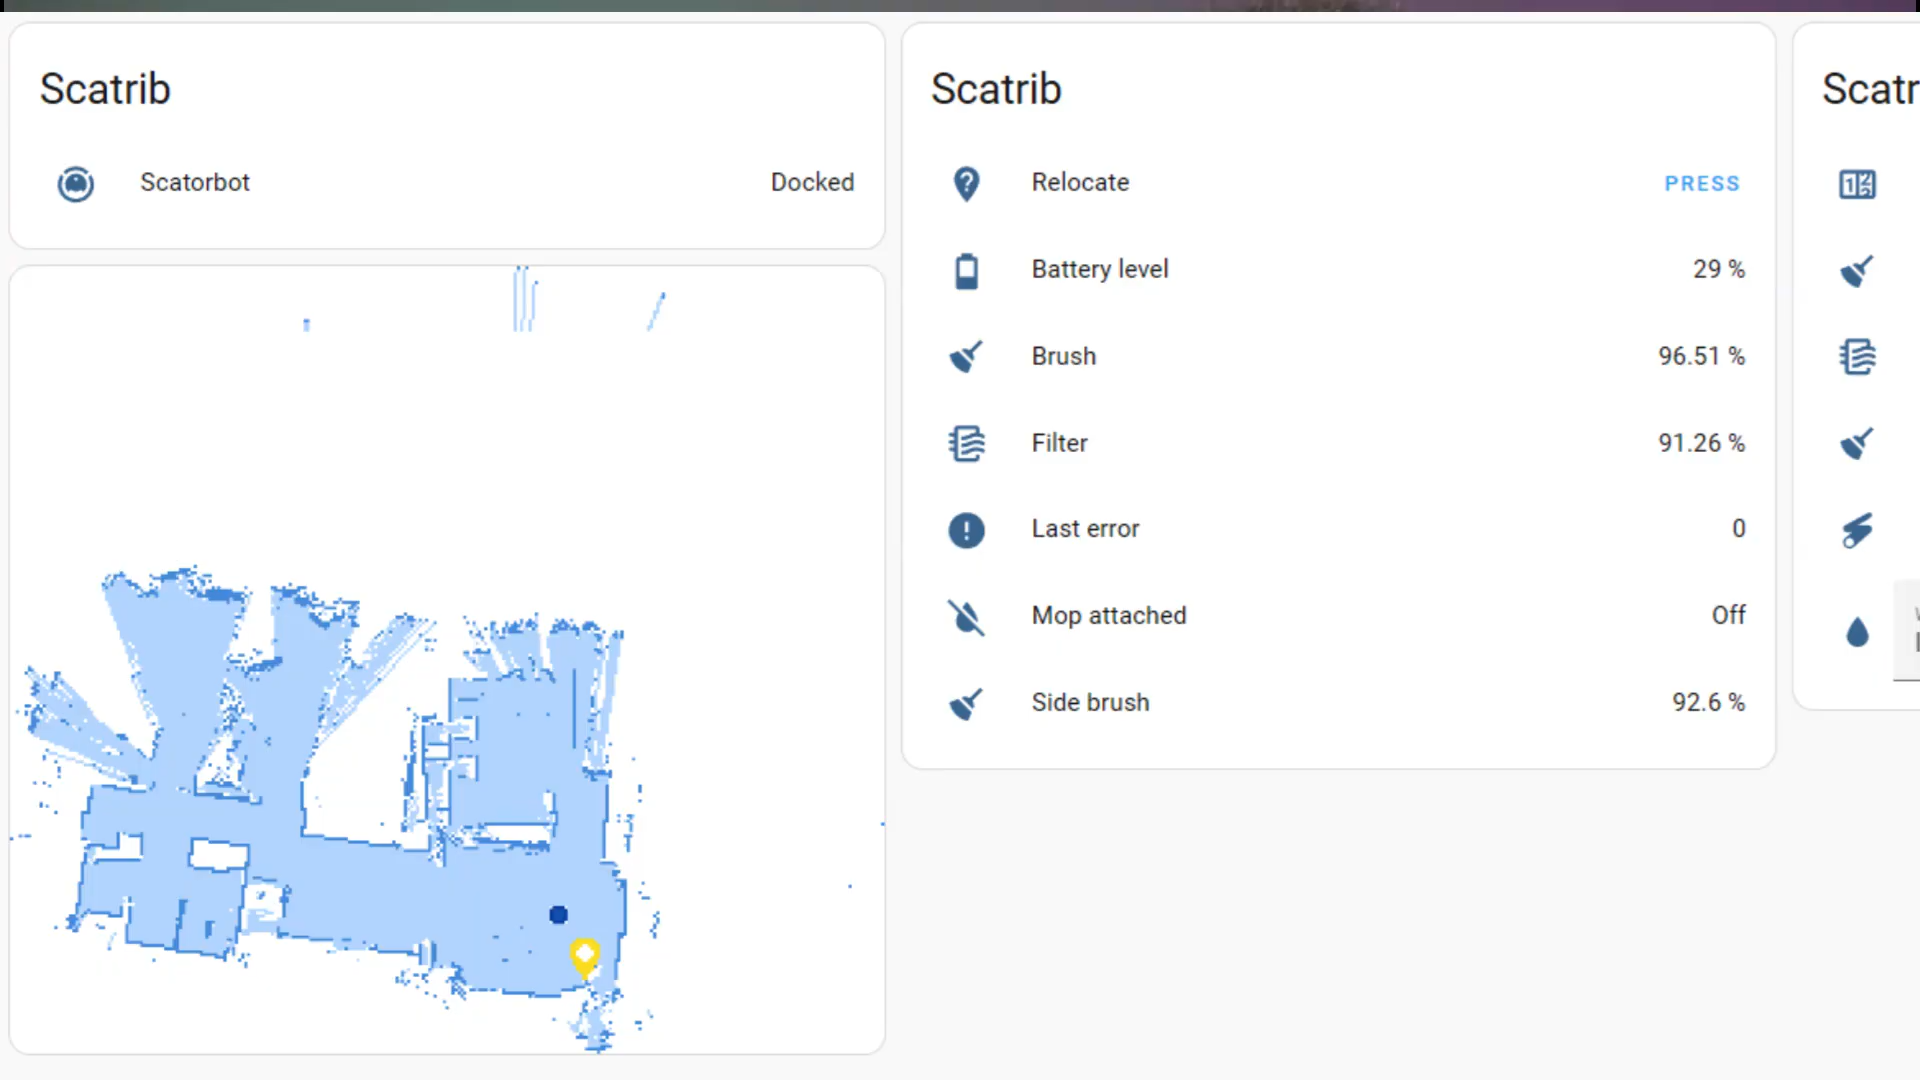 Scatrib
Scatorbot Docked
Scatrib
Relocate PRESS
Battery level 29 %
Brush 96.51 %
Filter 91.26 %
Last error 0
Mop attached Off
Side brush 92.6 %
Scatr